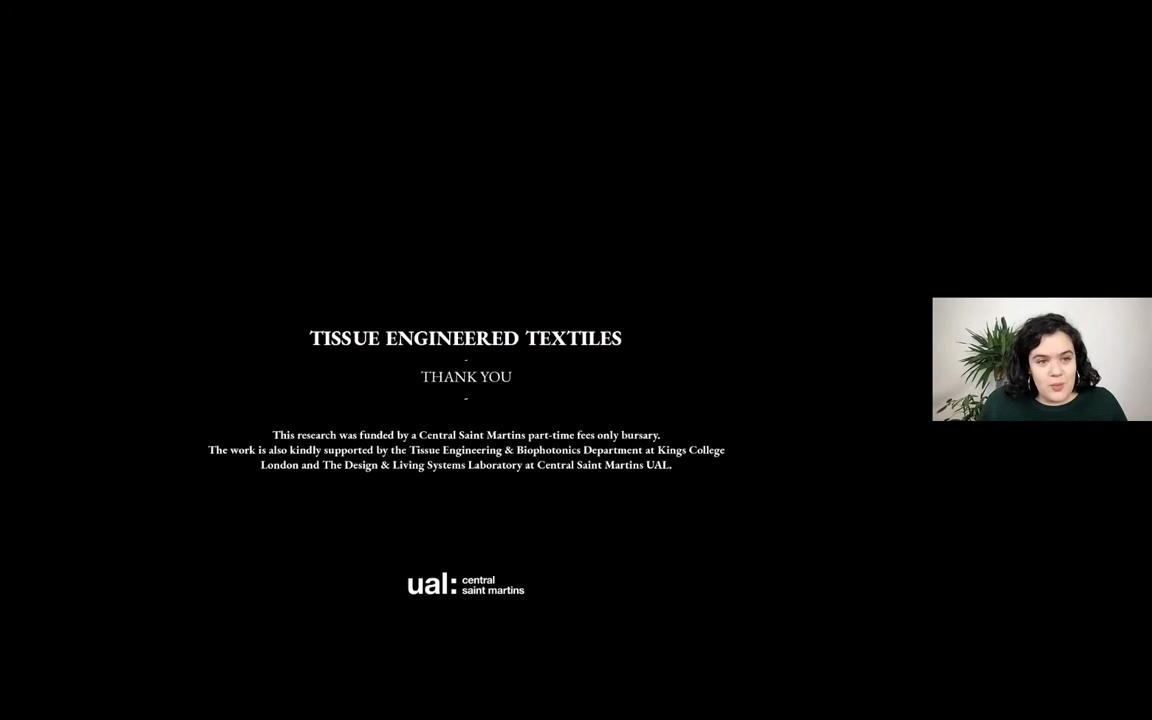 TISSUE ENGINEERED TEXTILES
-
THANK YOU
-
This research was funded by a Central Saint Martins part-time fees only bursary.
The work is also kindly supported by the Tissue Engineering & Biophotonics Department at Kings College
London and The Design & Living Systems Laboratory at Central Saint Martins UAL.
ual: central
saint martins